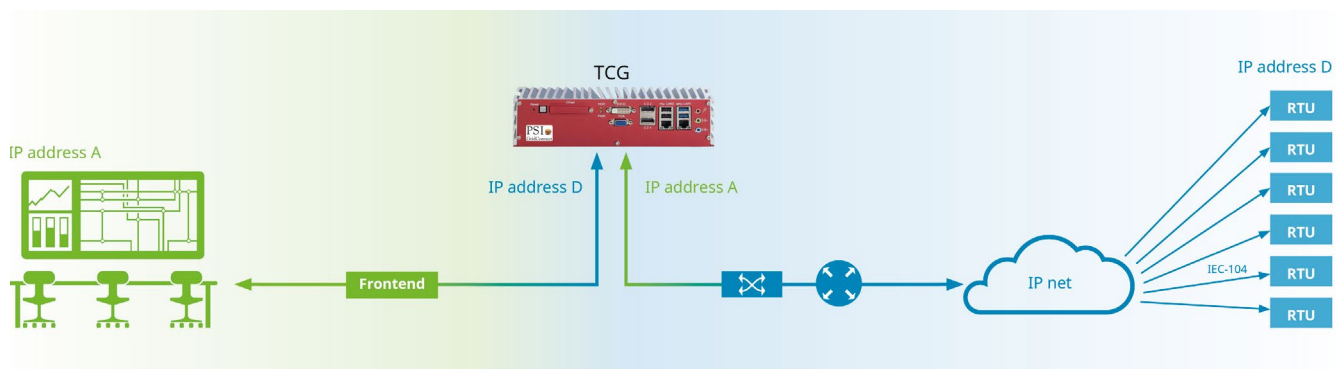 TCG
IP address D
RTU
RTU
IP address A
PSI
RTU
IP address D
IP address A
RTU
Frontend
IP net
IEC-104
RTU
RTU